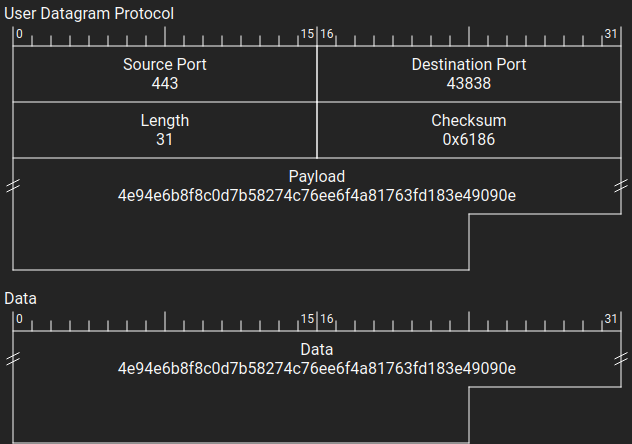 User Datagram Protocol
0 15 16 31
Source Port Destination Port
443 43838
Length Checksum
31 0x6186
Payload
4e94e6b8f8c0d7b58274c76ee6f4a81763fd183e49090e
Data
0 15 16 31
Data
4e94e6b8f8c0d7b58274c76ee6f4a81763fd183e49090e